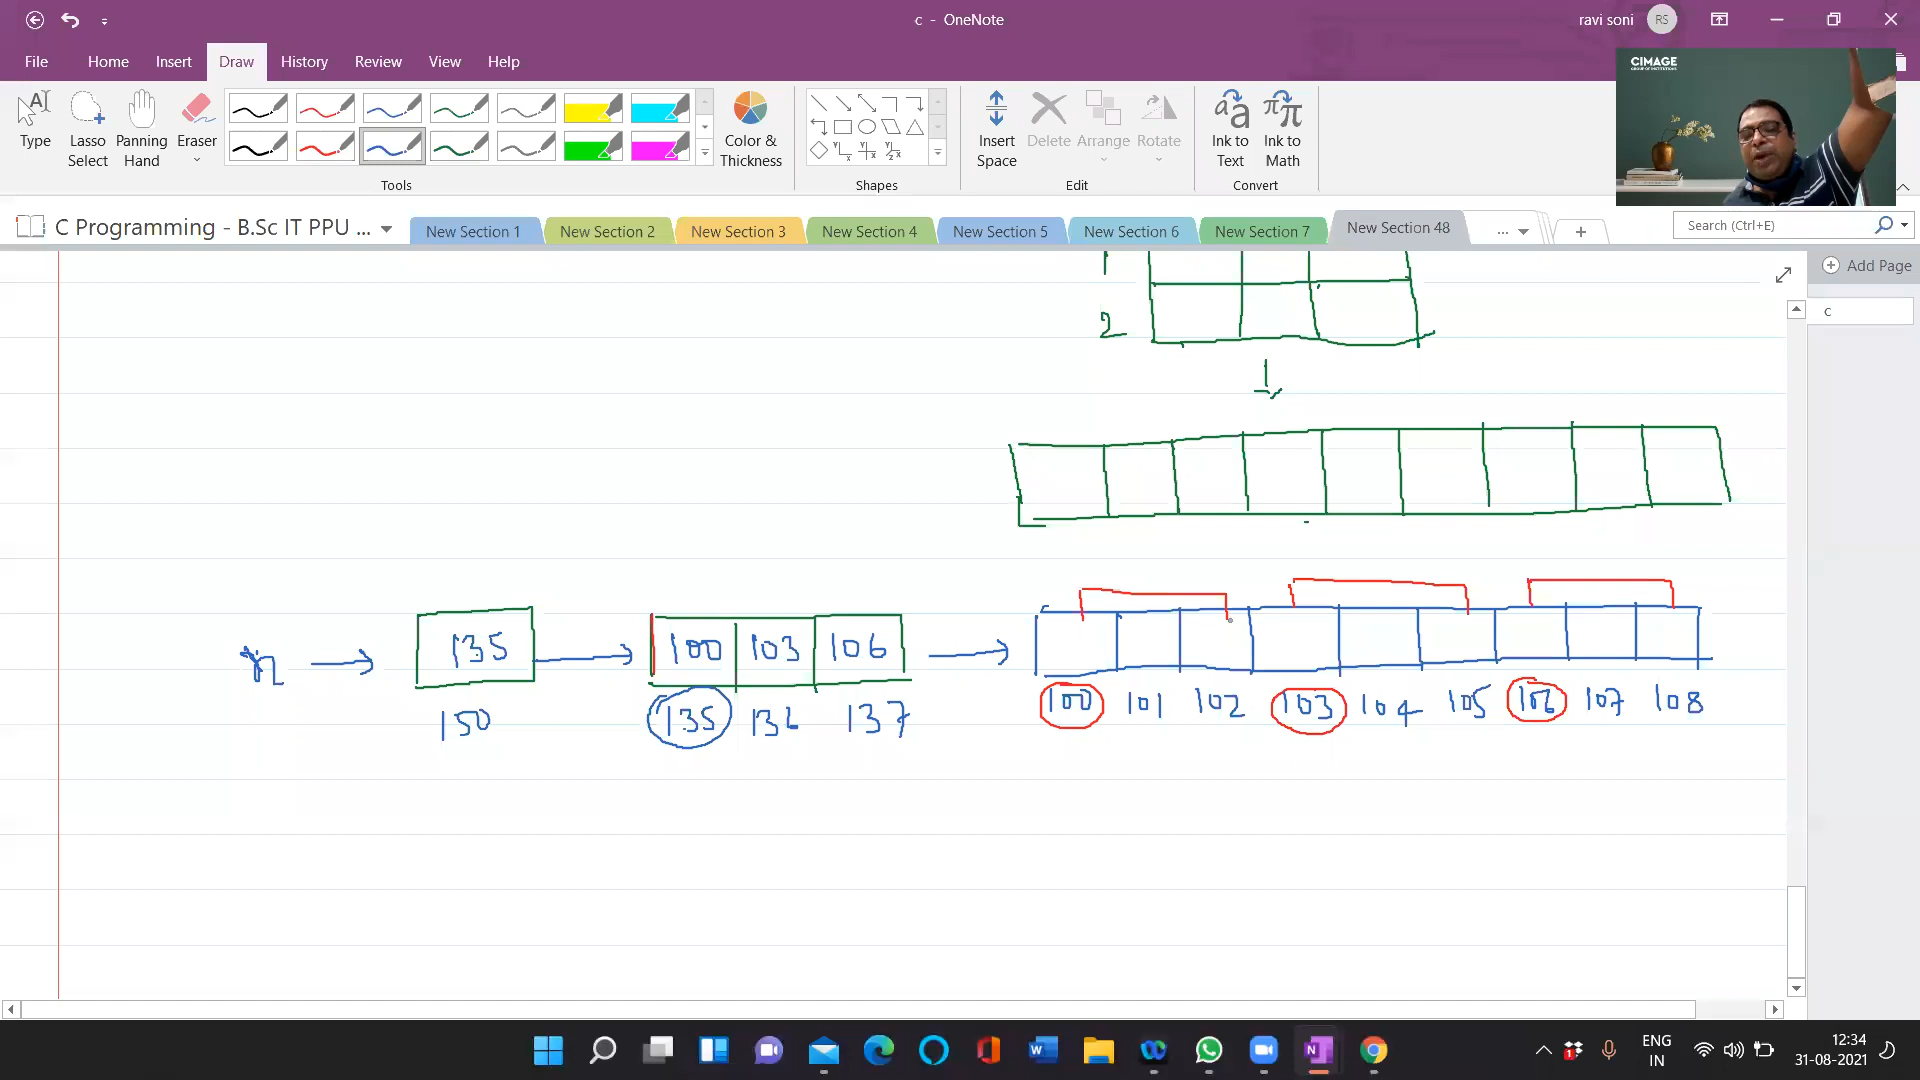 c - OneNote
ravi soni RS
File Home Insert Draw History Review View Help
CIMAGE
GROUP OF INSTITUTIONS
Type
Lasso Select
Panning Hand
Eraser
Color & Thickness
Insert Space
Delete
Arrange
Rotate
Ink to Text
Ink to Math
Tools
Shapes
Edit
Convert
C Programming - B.Sc IT PPU ...
New Section 1
New Section 2
New Section 3
New Section 4
New Section 5
New Section 6
New Section 7
New Section 48
...
Search (Ctrl+E)
Add Page
c
1
2
135
100 103 106
150
135 136 137
100 101 102 103 104 105 106 107 108
ENG
IN
12:34
31-08-2021